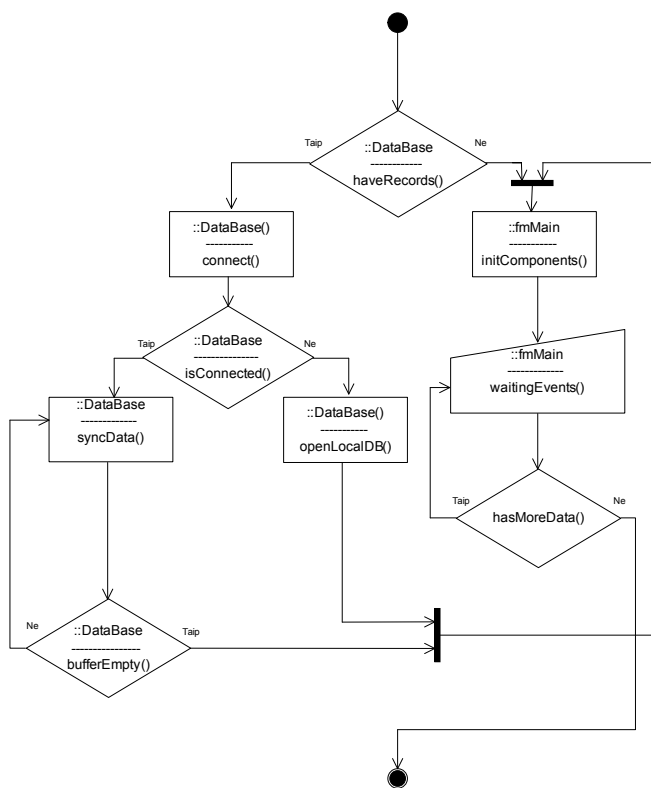 Taip
::DataBase
------------
haveRecords()
Ne
::DataBase()
-----------
connect()
::fmMain
-----------
initComponents()
Taip
::DataBase
---------------
isConnected()
Ne
::fmMain
-------------
waitingEvents()
::DataBase
-------------
syncData()
::DataBase()
-----------
openLocalDB()
Taip
hasMoreData()
Ne
Ne
::DataBase
----------------
bufferEmpty()
Taip